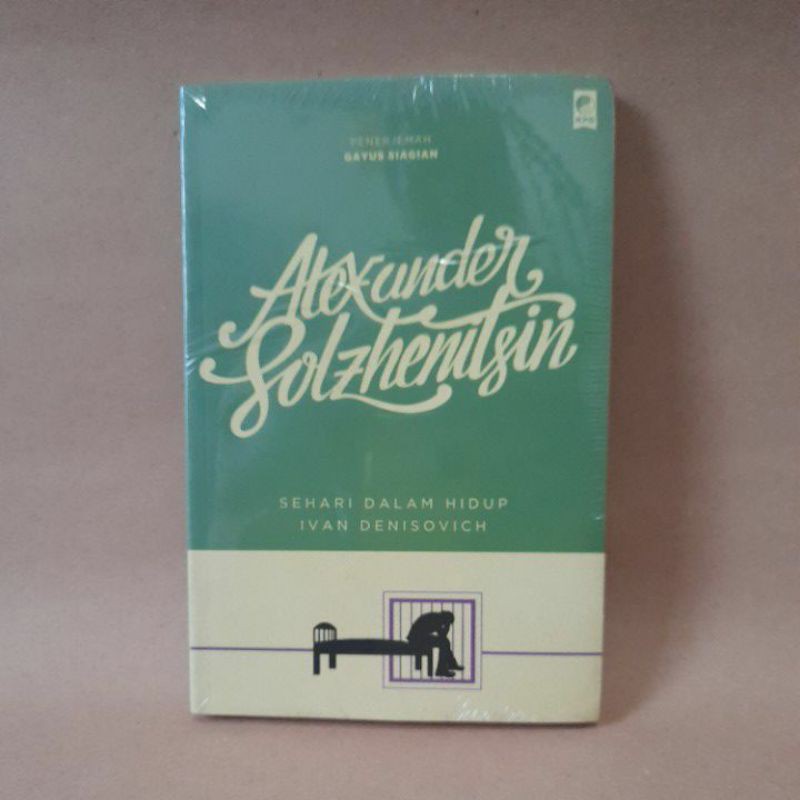 PENERJEMAH
GAYUS SIAGIAN
Alexander
Solzhenitsin
SEHARI DALAM HIDUP
IVAN DENISOVICH